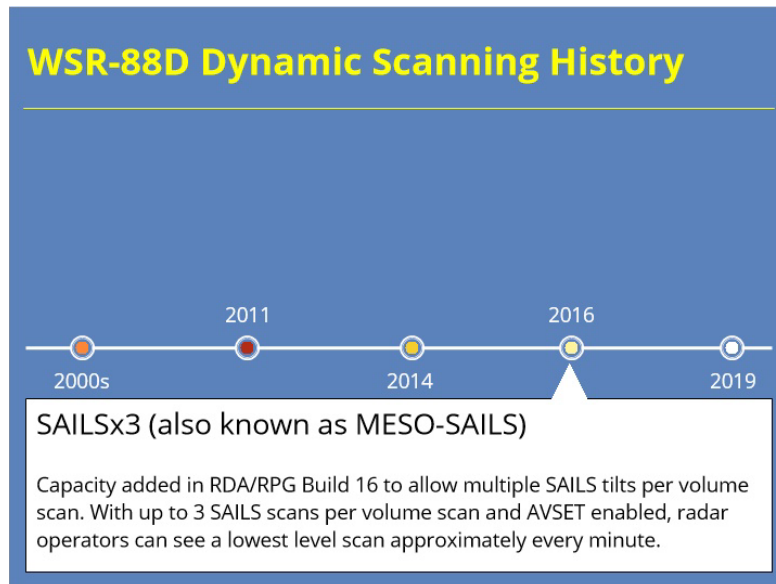 WSR-88D Dynamic Scanning History
2011
2016
2000s
2014
2019
SAILSx3 (also known as MESO-SAILS)
Capacity added in RDA/RPG Build 16 to allow multiple SAILS tilts per volume
scan. With up to 3 SAILS scans per volume scan and AVSET enabled, radar
operators can see a lowest level scan approximately every minute.